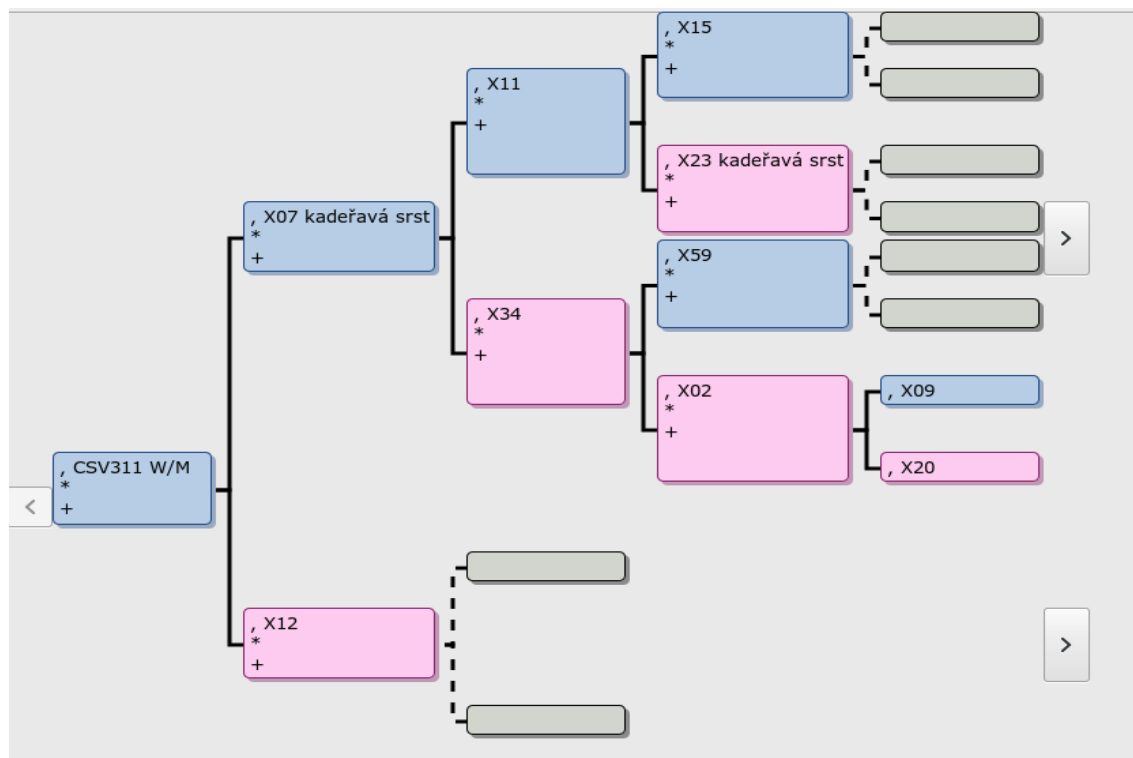 , X15
*
+
, X11
*
+
, X23 kadeřavá srst
*
+
, X07 kadeřavá srst
*
+
, X59
*
+
, X34
*
+
, X02
*
+
, X09
, X20
, CSV311 W/M
*
+
, X12
*
+